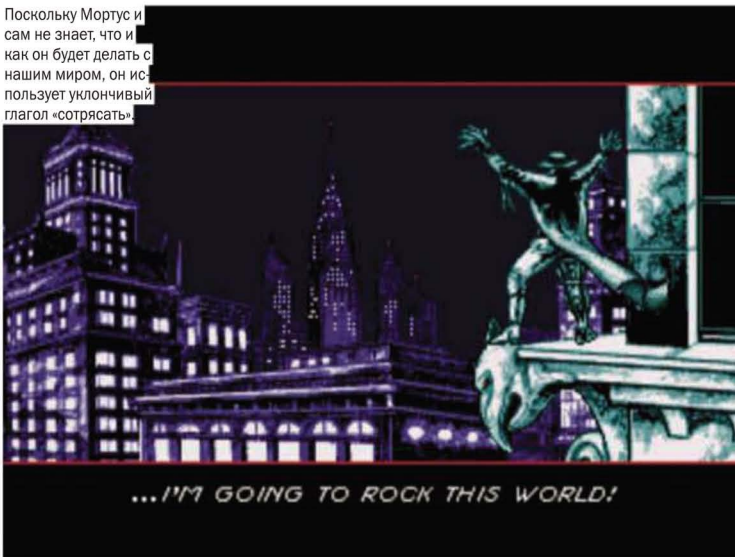 Поскольку Мортус и
сам не знает, что и
как он будет делать с
нашим миром, он ис-
пользует уклончивый
глагол «сотрясать».
...I'M GOING TO ROCK THIS WORLD!